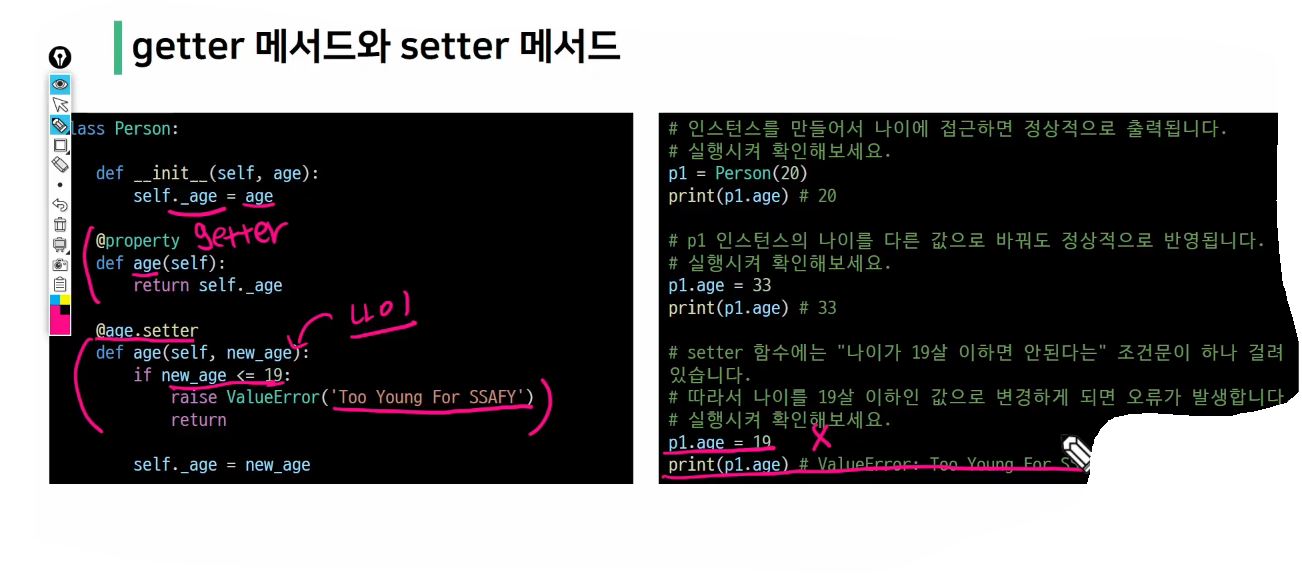 getter 메서드와 setter 메서드
lass Person:
def __init__(self, age):
self._age = age
@property getter
def age(self):
return self._age
나이
@age.setter
def age(self, new_age):
if new_age <= 19:
raise ValueError('Too Young For SSAFY')
return
self._age = new_age
# 인스턴스를 만들어서 나이에 접근하면 정상적으로 출력됩니다.
# 실행시켜 확인해보세요.
p1 = Person(20)
print(p1.age) # 20
# p1 인스턴스의 나이를 다른 값으로 바꿔도 정상적으로 반영됩니다.
# 실행시켜 확인해보세요.
p1.age = 33
print(p1.age) # 33
# setter 함수에는 "나이가 19살 이하면 안된다는" 조건문이 하나 걸려
있습니다.
# 따라서 나이를 19살 이하인 값으로 변경하게 되면 오류가 발생합니다
# 실행시켜 확인해보세요.
p1.age = 19 X
print(p1.age) # ValueError: Too Young For